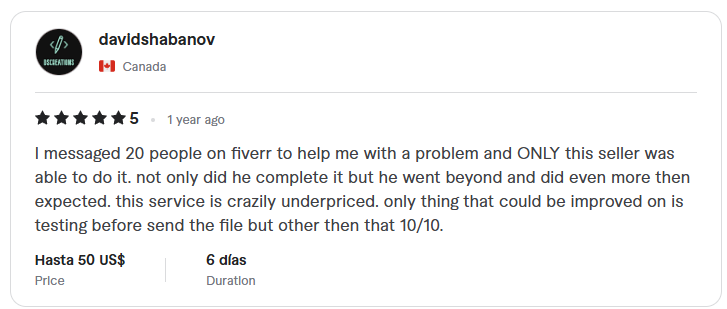 DSCREATIONS
davidshabanov
Canada
5
1 year ago
I messaged 20 people on fiverr to help me with a problem and ONLY this seller was
able to do it. not only did he complete it but he went beyond and did even more then
expected. this service is crazily underpriced. only thing that could be improved on is
testing before send the file but other then that 10/10.
Hasta 50 US$
6 días
Price
Duration